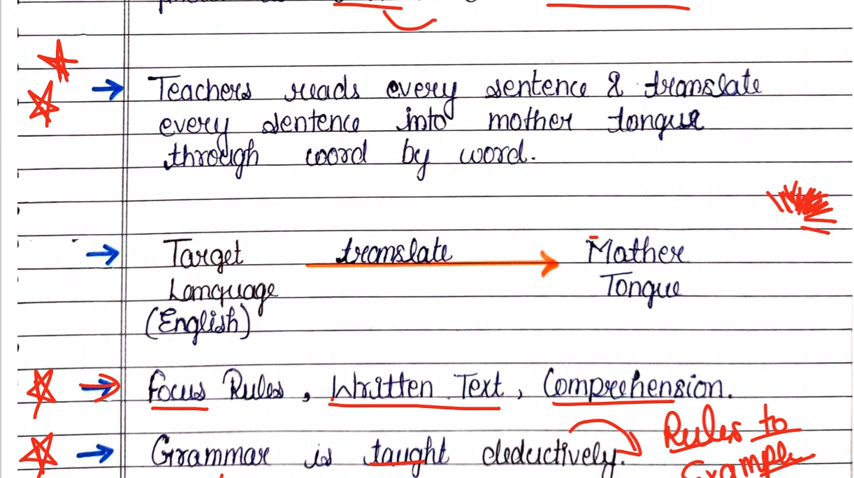 Teachers reads every sentence & translate
every sentence into mother tongue
through word by word.
Target translate Mother
Language Tongue
(English)
Focus Rules, Written Text, Comprehension.
Grammar is taught deductively. Rules to
Example